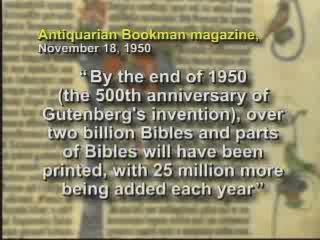 Antiquarian Bookman magazine,
November 18, 1950
“By the end of 1950
(the 500th anniversary of
Gutenberg's invention), over
two billion Bibles and parts
of Bibles will have been
printed, with 25 million more
being added each year”